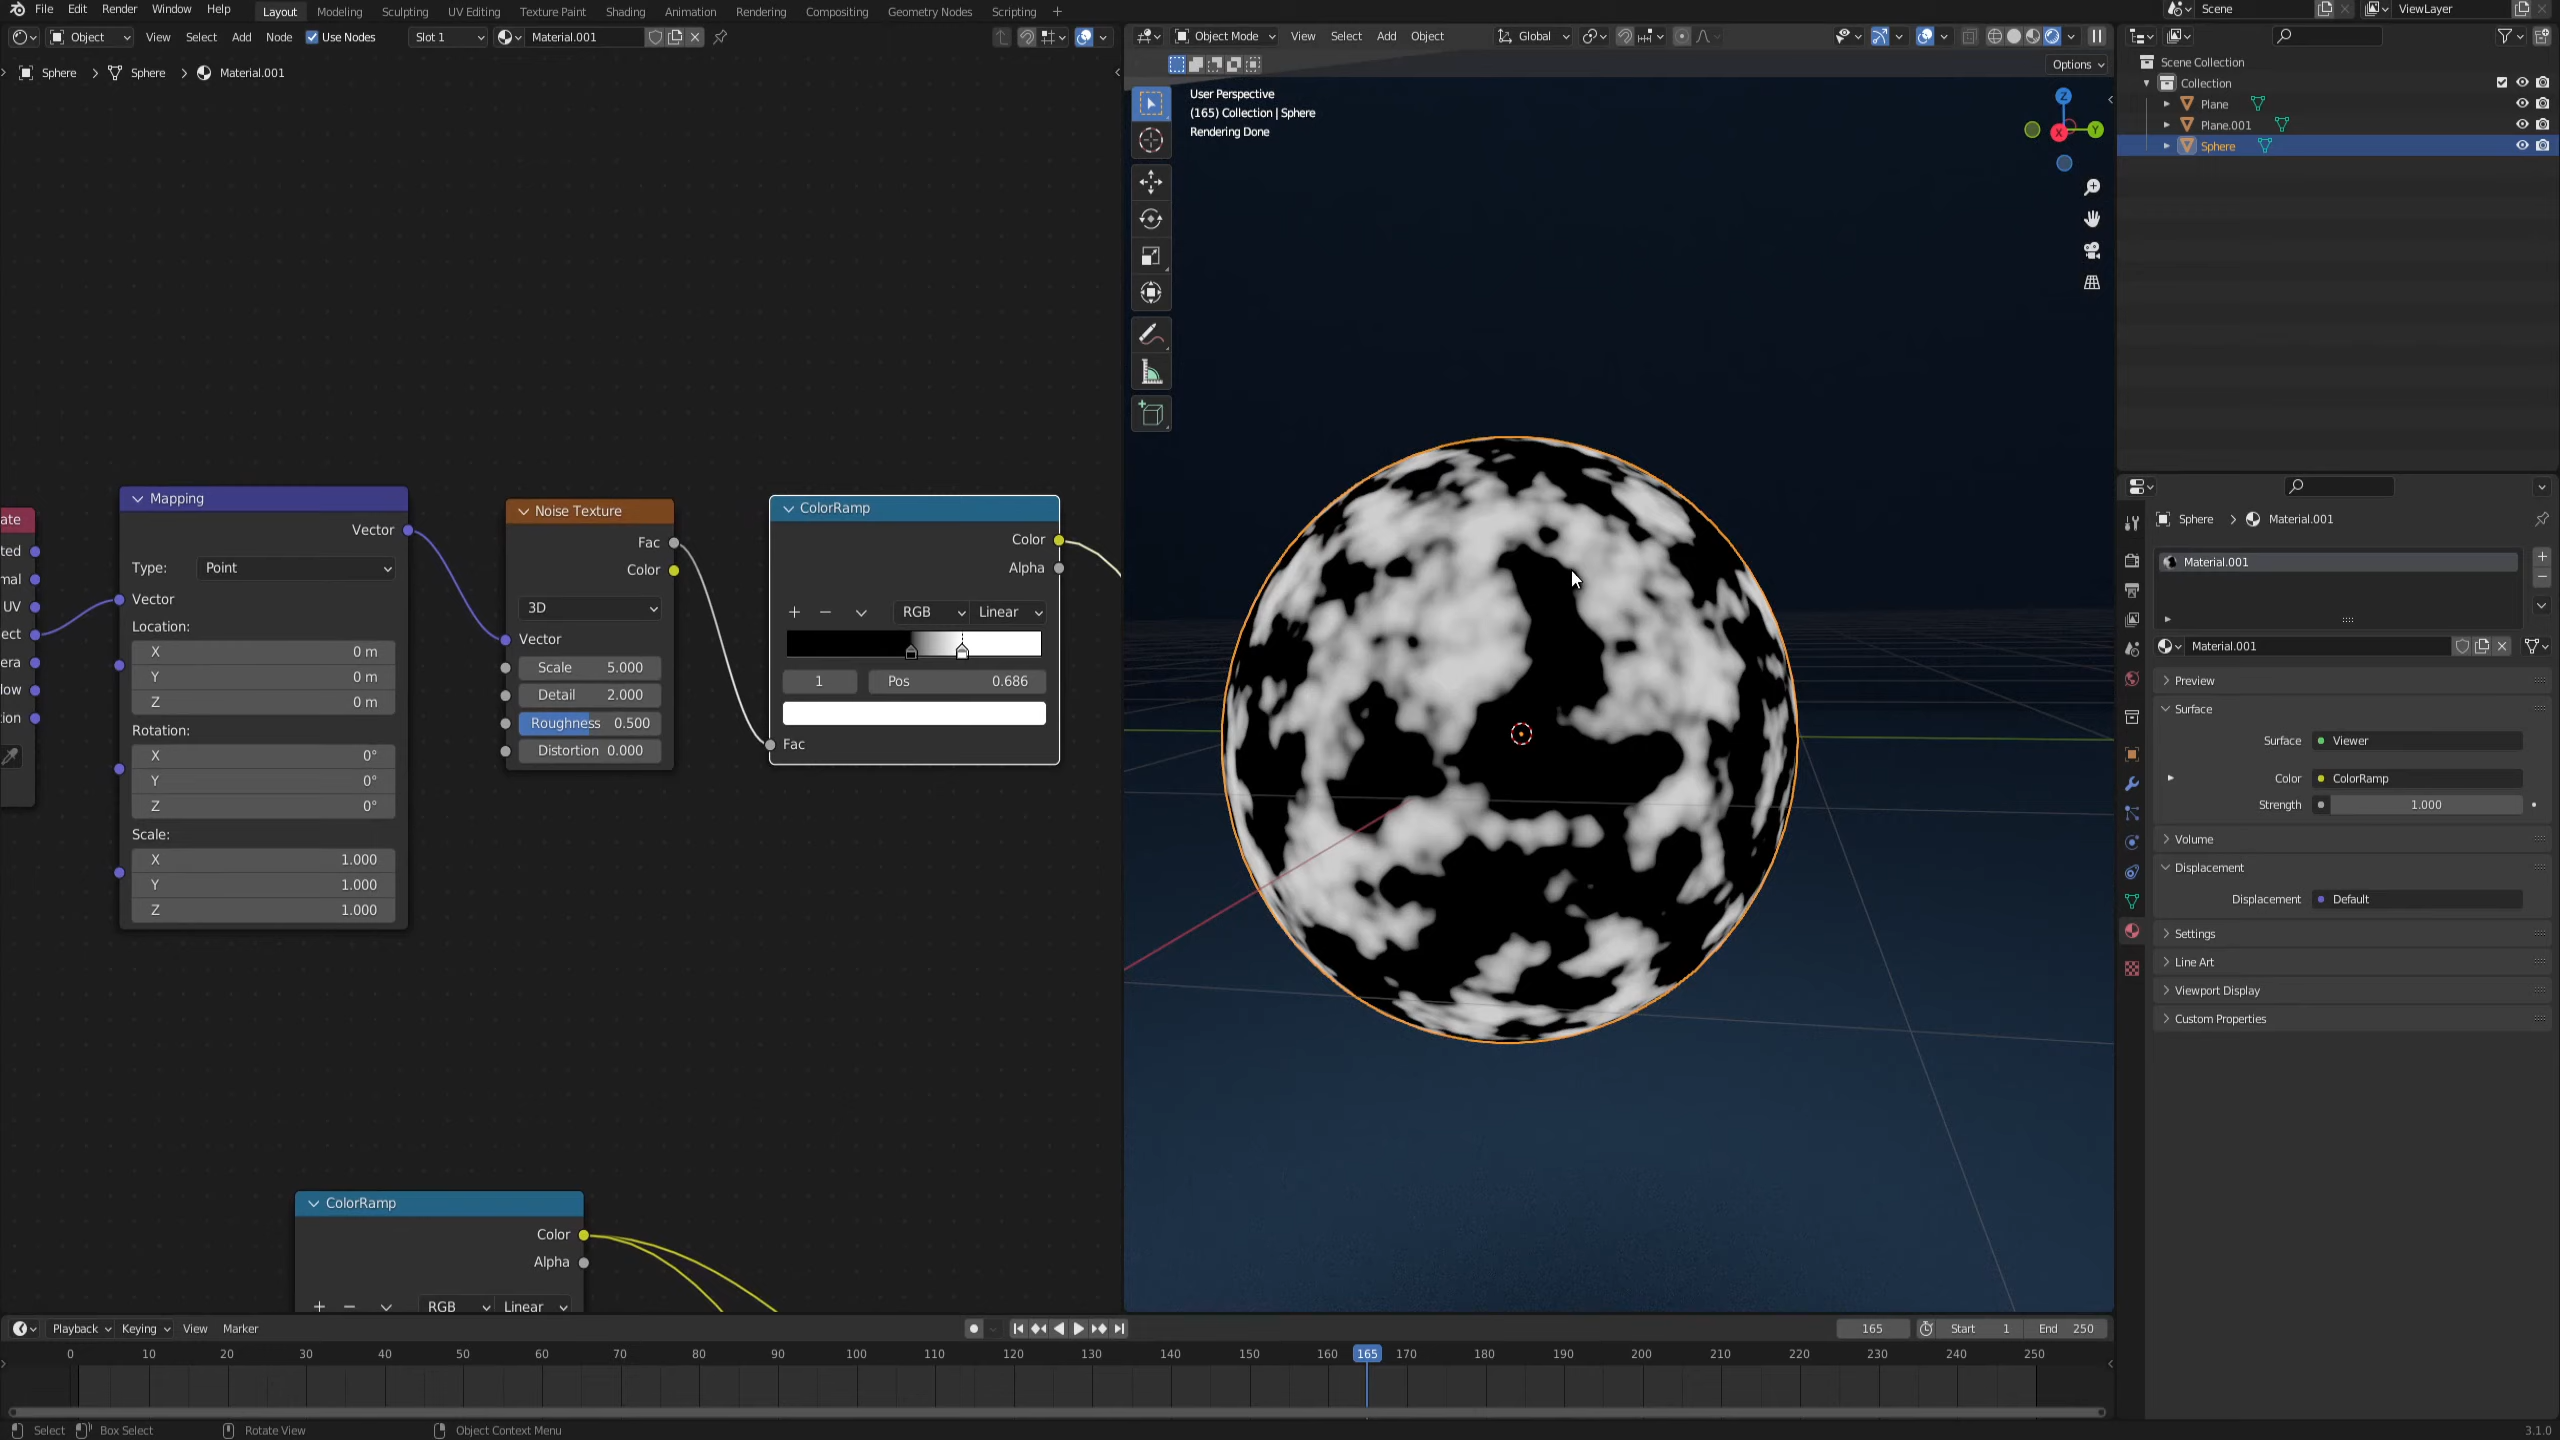 File Edit Render Window Help Layout Modeling Sculpting UV Editing Texture Paint Shading Animation Rendering Compositing Geometry Nodes Scripting + Scene ViewLayer
Object View Select Add Node Use Nodes Slot 1 Material.001
Object Mode View Select Add Object Global
Sphere > Sphere > Material.001
Options
User Perspective
(165) Collection | Sphere
Rendering Done
Scene Collection
Collection
Plane
Plane.001
Sphere
Mapping
Vector
Type: Point
Vector
Location:
X 0 m
Y 0 m
Z 0 m
Rotation:
X 0°
Y 0°
Z 0°
Scale:
X 1.000
Y 1.000
Z 1.000
ate
ted
mal
UV
ect
era
low
ion
Noise Texture
Fac
Color
3D
Vector
Scale 5.000
Detail 2.000
Roughness 0.500
Distortion 0.000
ColorRamp
Color
Alpha
+ − RGB Linear
1 Pos 0.686
Fac
ColorRamp
Color
Alpha
+ − RGB Linear
X
Y
Z
Sphere > Material.001
Material.001
Material.001
Preview
Surface
Surface Viewer
Color ColorRamp
Strength 1.000
Volume
Displacement
Displacement Default
Settings
Line Art
Viewport Display
Custom Properties
Playback Keying View Marker 165 Start 1 End 250
0 10 20 30 40 50 60 70 80 90 100 110 120 130 140 150 160 165 170 180 190 200 210 220 230 240 250
Select Box Select Rotate View Object Context Menu 3.1.0